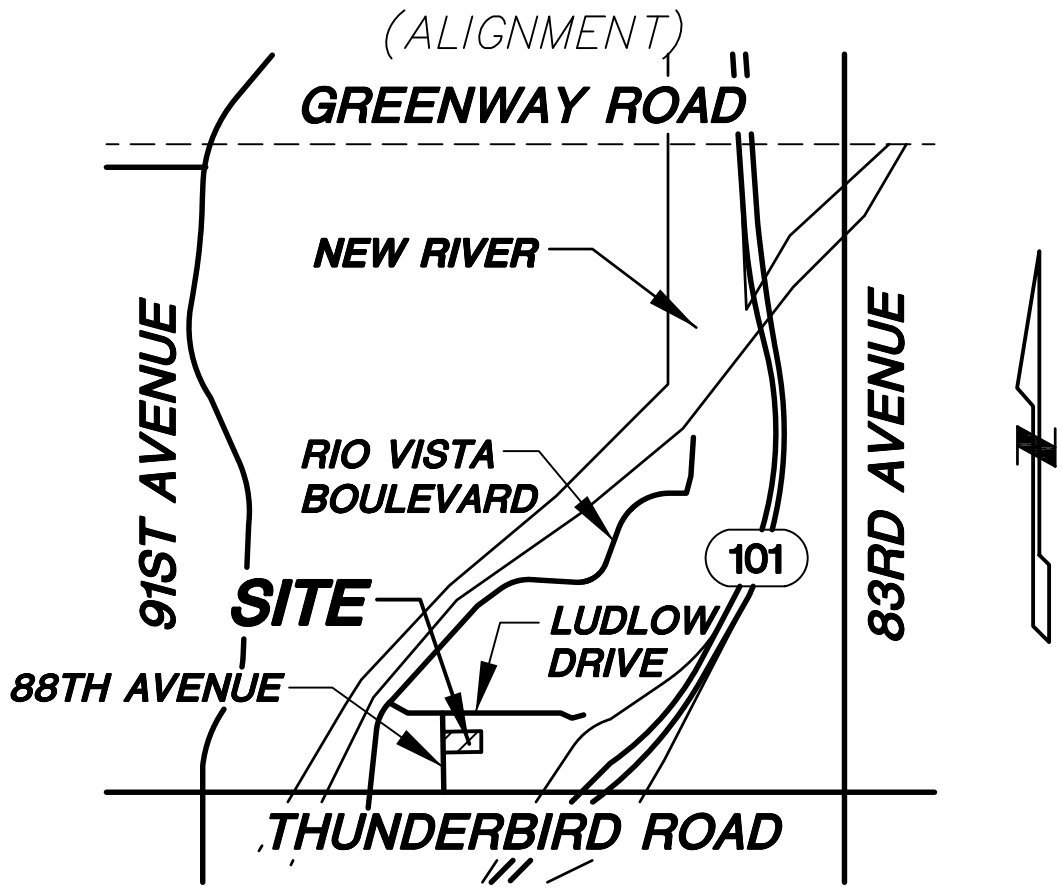 (ALIGNMENT)
GREENWAY ROAD
NEW RIVER
91ST AVENUE
83RD AVENUE
N
RIO VISTA
BOULEVARD
101
SITE
LUDLOW
DRIVE
88TH AVENUE
THUNDERBIRD ROAD